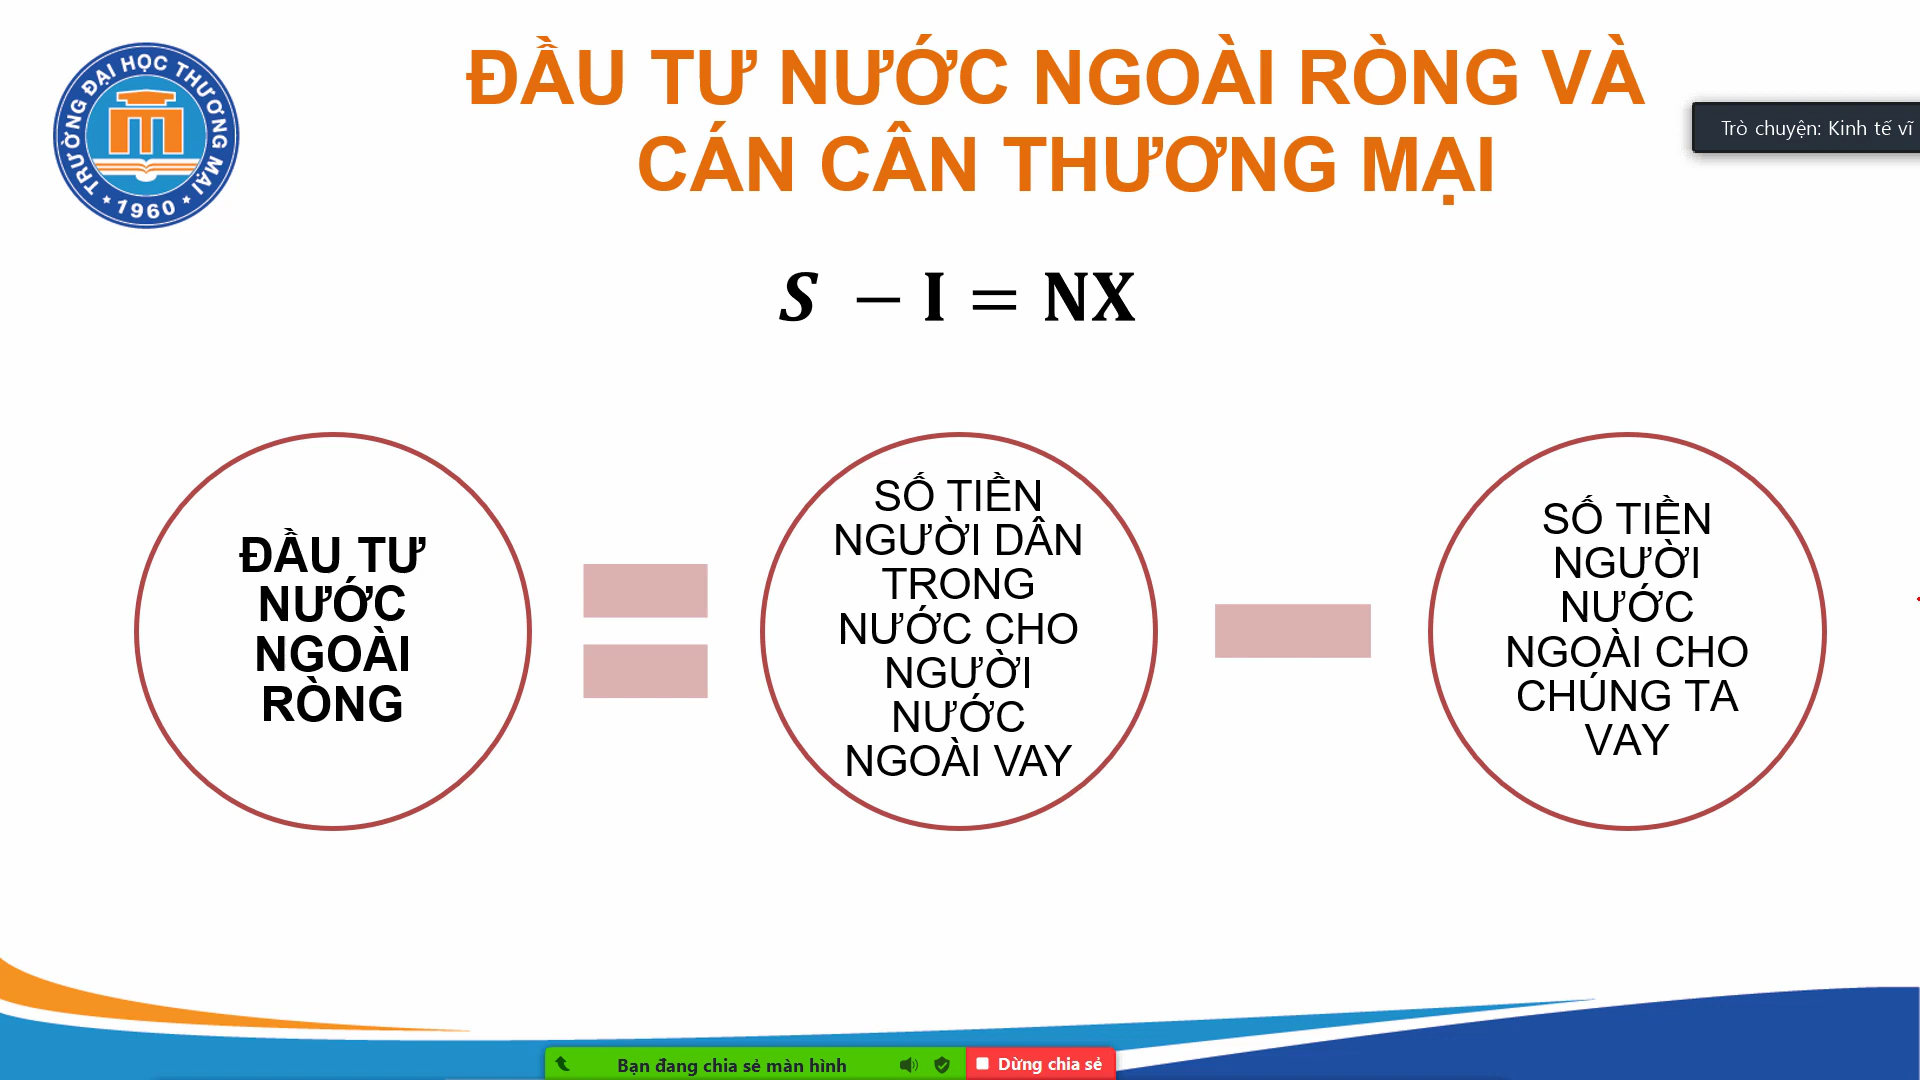 TRƯỜNG ĐẠI HỌC THƯƠNG MẠI
1960
ĐẦU TƯ NƯỚC NGOÀI RÒNG VÀ
CÁN CÂN THƯƠNG MẠI
Trò chuyện: Kinh tế vĩ
S − I = NX
ĐẦU TƯ
NƯỚC
NGOÀI
RÒNG
SỐ TIỀN
NGƯỜI DÂN
TRONG
NƯỚC CHO
NGƯỜI
NƯỚC
NGOÀI VAY
SỐ TIỀN
NGƯỜI
NƯỚC
NGOÀI CHO
CHÚNG TA
VAY
Bạn đang chia sẻ màn hình
Dừng chia sẻ